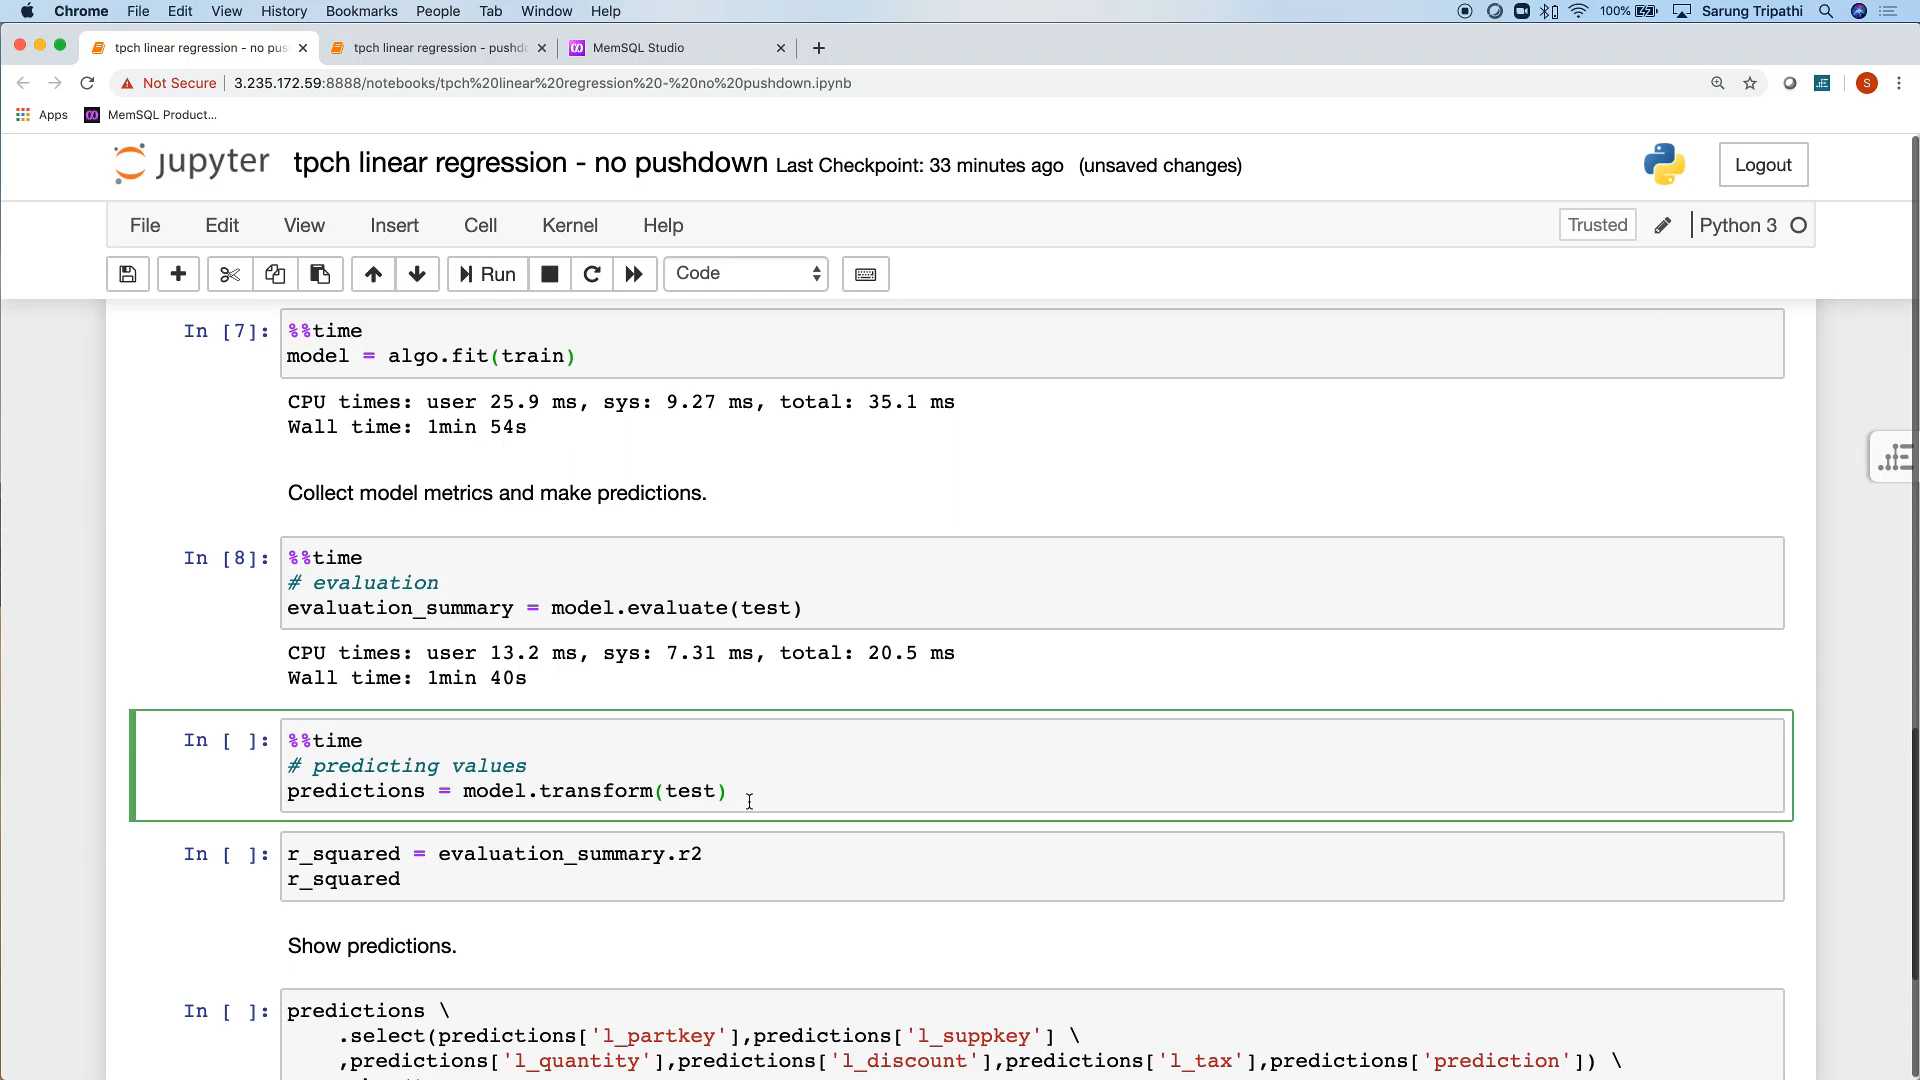 Chrome File Edit View History Bookmarks People Tab Window Help 100% Sarung Tripathi
tpch linear regression - no pus tpch linear regression - pushd MemSQL Studio
Not Secure 3.235.172.59:8888/notebooks/tpch%20linear%20regression%20-%20no%20pushdown.ipynb S
Apps MemSQL Product...
jupyter tpch linear regression - no pushdown Last Checkpoint: 33 minutes ago (unsaved changes) Logout
File Edit View Insert Cell Kernel Help Trusted Python 3
Run Code
In [7]: %%time
model = algo.fit(train)
CPU times: user 25.9 ms, sys: 9.27 ms, total: 35.1 ms
Wall time: 1min 54s
Collect model metrics and make predictions.
In [8]: %%time
# evaluation
evaluation_summary = model.evaluate(test)
CPU times: user 13.2 ms, sys: 7.31 ms, total: 20.5 ms
Wall time: 1min 40s
In [ ]: %%time
# predicting values
predictions = model.transform(test)
In [ ]: r_squared = evaluation_summary.r2
r_squared
Show predictions.
In [ ]: predictions \
.select(predictions['l_partkey'],predictions['l_suppkey'] \
,predictions['l_quantity'],predictions['l_discount'],predictions['l_tax'],predictions['prediction']) \